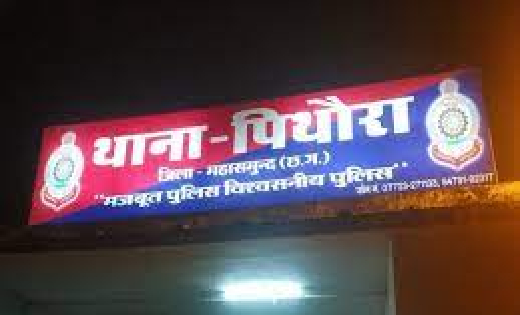 थाना - पिथौरा
जिला - महासमुन्द (छ.ग.)
"मजबूत पुलिस विश्वसनीय पुलिस"